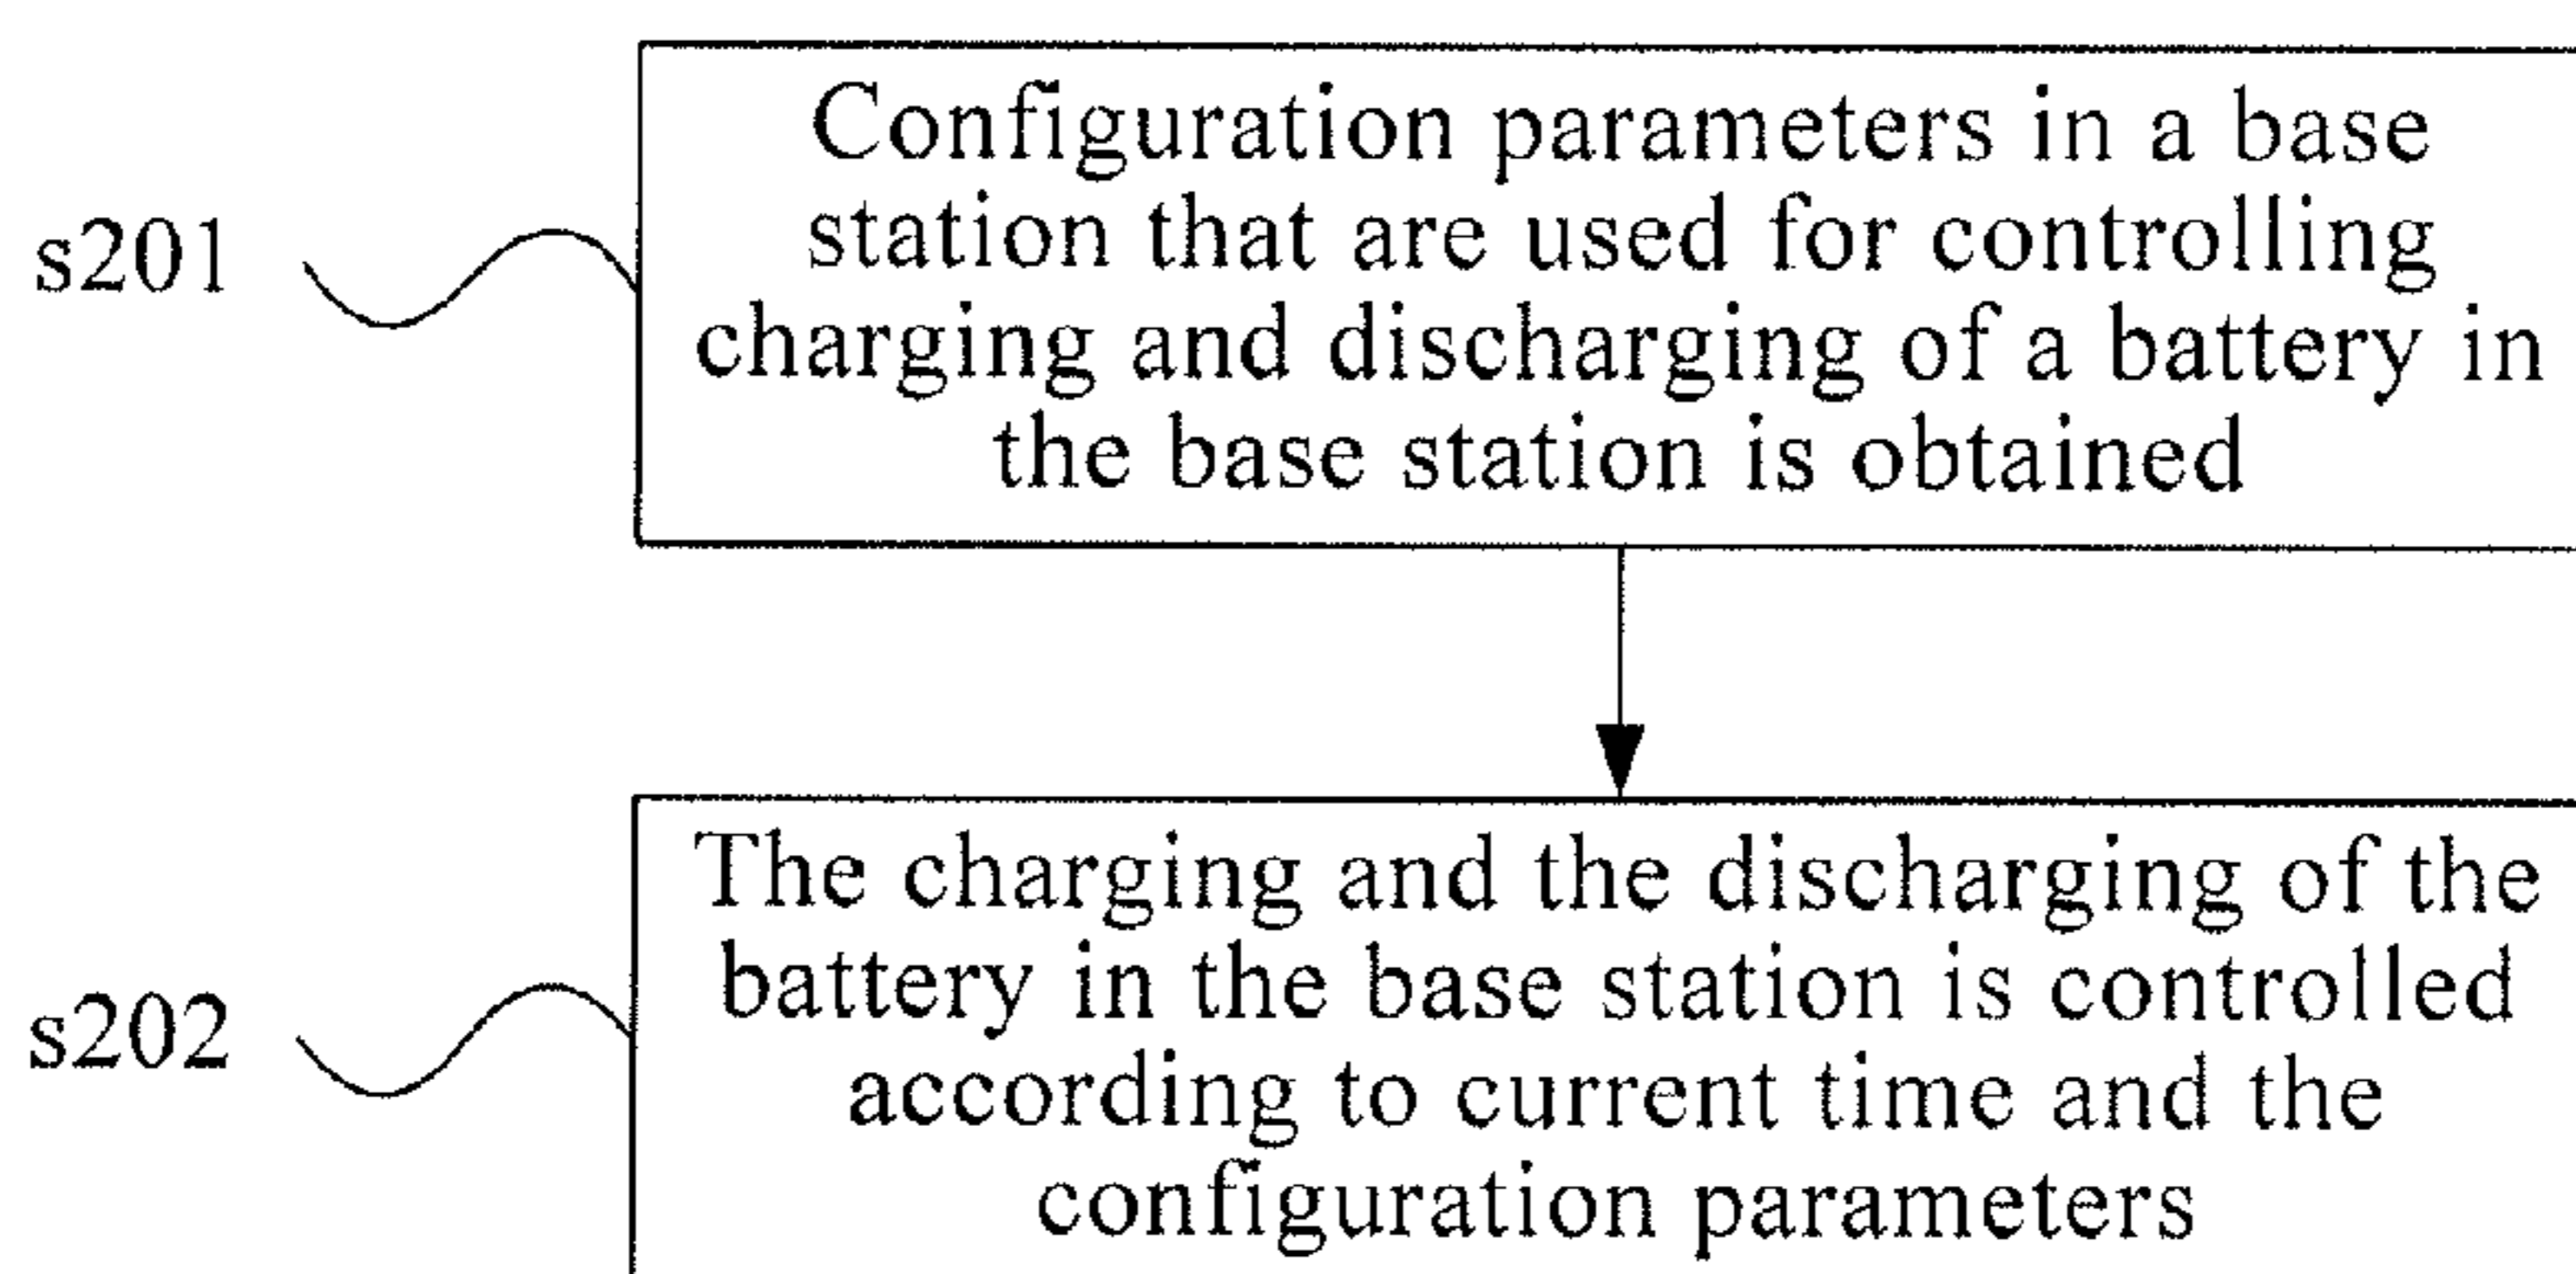 s201
Configuration parameters in a base
station that are used for controlling
charging and discharging of a battery in
the base station is obtained
s202
The charging and the discharging of the
battery in the base station is controlled
according to current time and the
configuration parameters